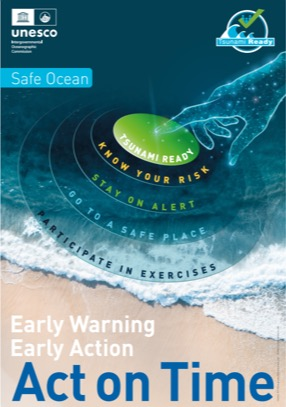 unesco
Intergovernmental
Oceanographic
Commission
Tsunami Ready
Safe Ocean
TSUNAMI READY
KNOW YOUR RISK
STAY ON ALERT
GO TO A SAFE PLACE
PARTICIPATE IN EXERCISES
Early Warning
Early Action
Act on Time